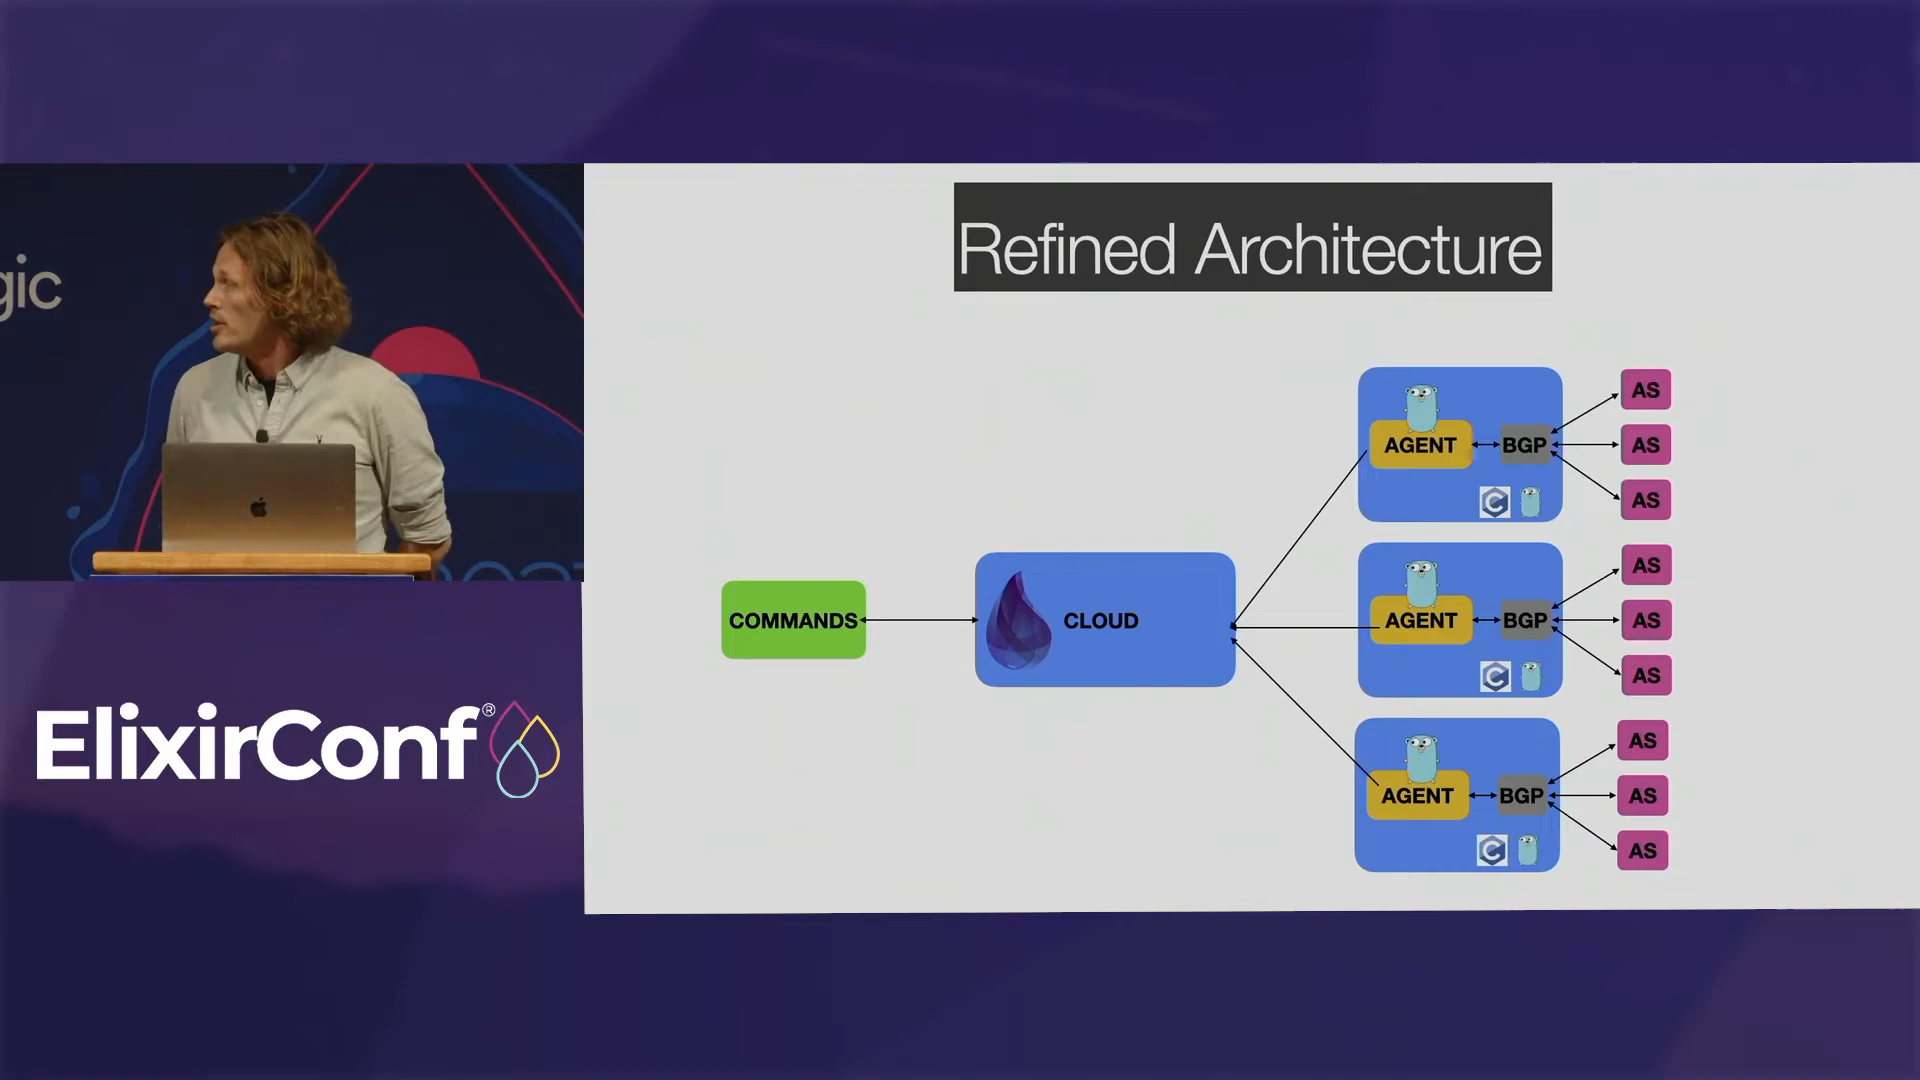 Refined Architecture
gic
COMMANDS
CLOUD
AGENT
BGP
AS
AS
AS
C
AGENT
BGP
AS
AS
AS
C
AGENT
BGP
AS
AS
AS
C
ElixirConf®